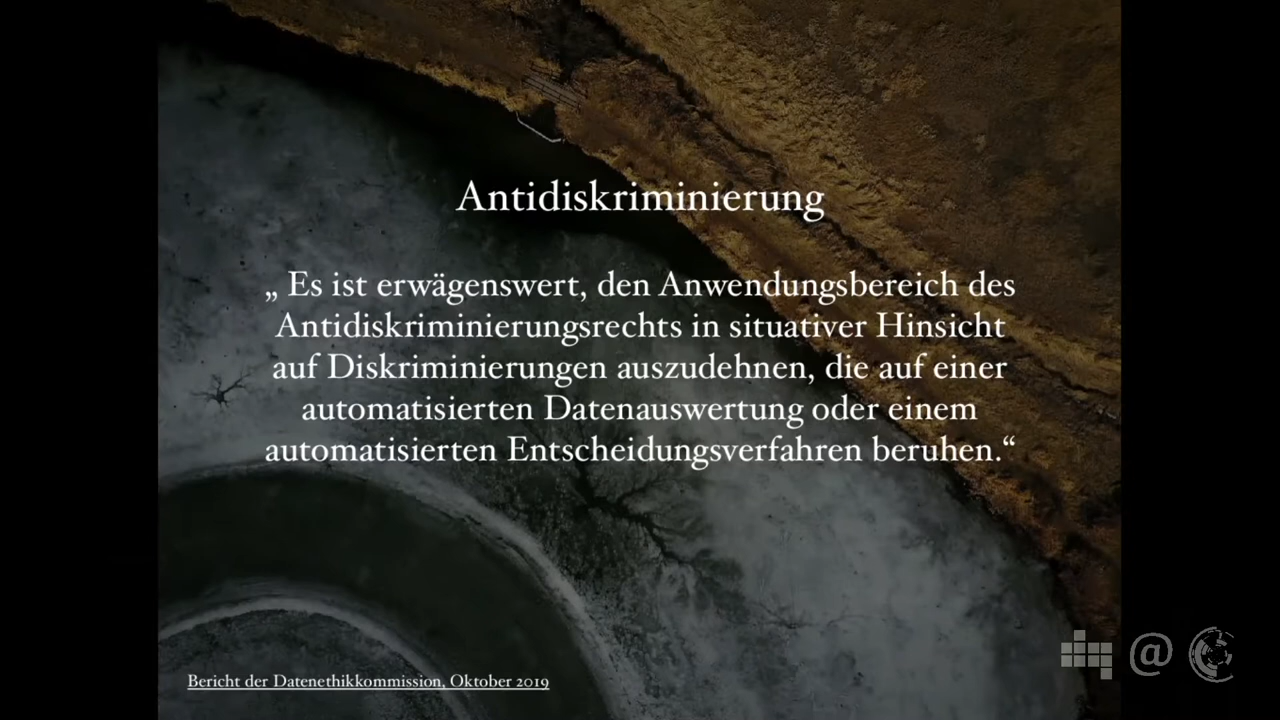 Antidiskriminierung
„ Es ist erwägenswert, den Anwendungsbereich des
Antidiskriminierungsrechts in situativer Hinsicht
auf Diskriminierungen auszudehnen, die auf einer
automatisierten Datenauswertung oder einem
automatisierten Entscheidungsverfahren beruhen.“
Bericht der Datenethikkommission, Oktober 2019
@